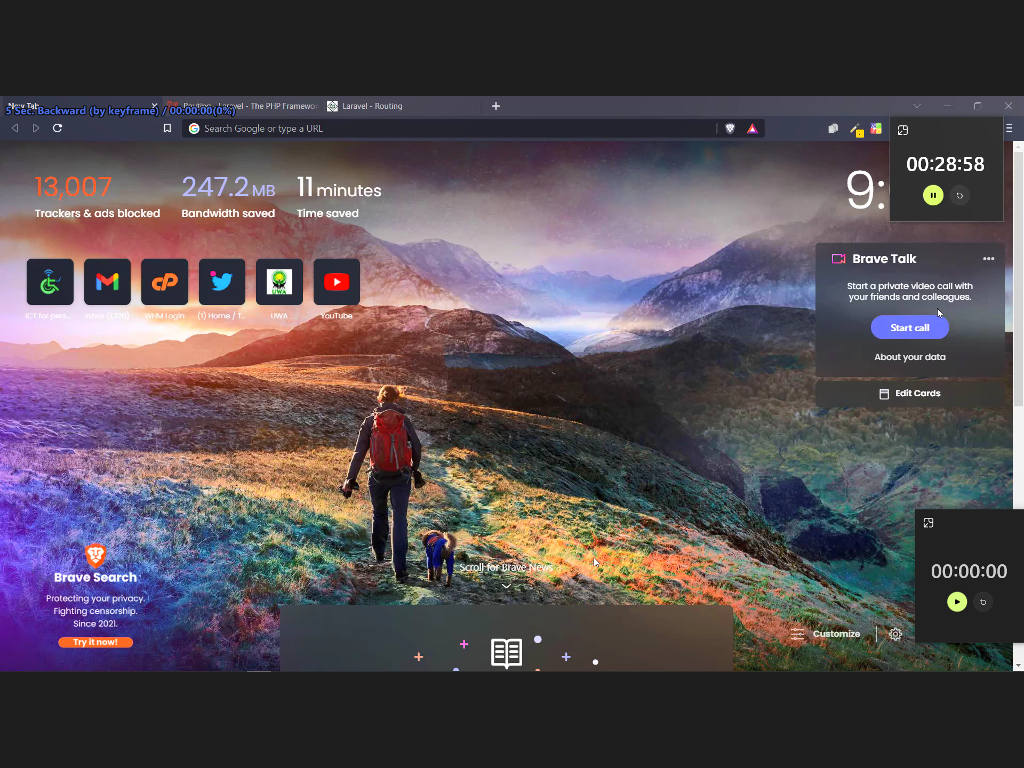 New Tab
5 Sec. Backward (by keyframe) / 00:00:00(0%)
Routing - Laravel - The PHP Framewor
Laravel - Routing
Search Google or type a URL
00:28:58
13,007
Trackers & ads blocked
247.2 MB
Bandwidth saved
11 minutes
Time saved
9:
Brave Talk
Start a private video call with
your friends and colleagues.
Start call
About your data
Edit Cards
ICT for pers...
Inbox (1,720)
WHM Login
(1) Home / T...
UWA
UWA
YouTube
Scroll for Brave News
Brave Search
Protecting your privacy.
Fighting censorship.
Since 2021.
Try it now!
00:00:00
Customize